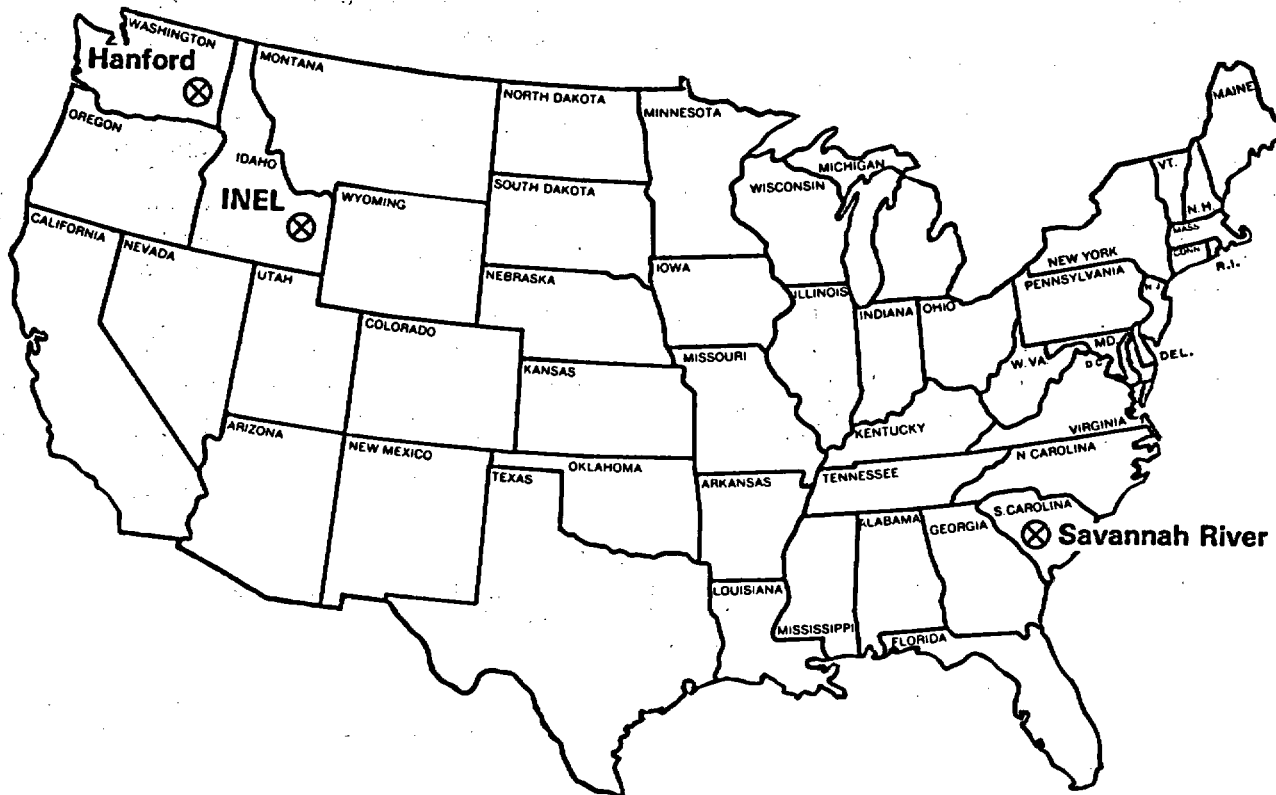 WASHINGTON
Hanford
MONTANA
NORTH DAKOTA
MINNESOTA
MAINE
OREGON
IDAHO
INEL
WYOMING
SOUTH DAKOTA
WISCONSIN
MICHIGAN
VT.
N.H.
MASS
CONN
R.I.
NEW YORK
CALIFORNIA
NEVADA
UTAH
COLORADO
NEBRASKA
IOWA
ILLINOIS
INDIANA
OHIO
PENNSYLVANIA
N.J.
MD.
DEL.
D.C.
W. VA.
KANSAS
MISSOURI
KENTUCKY
VIRGINIA
ARIZONA
NEW MEXICO
TEXAS
OKLAHOMA
ARKANSAS
TENNESSEE
N CAROLINA
S. CAROLINA
Savannah River
ALABAMA
GEORGIA
LOUISIANA
MISSISSIPPI
FLORIDA